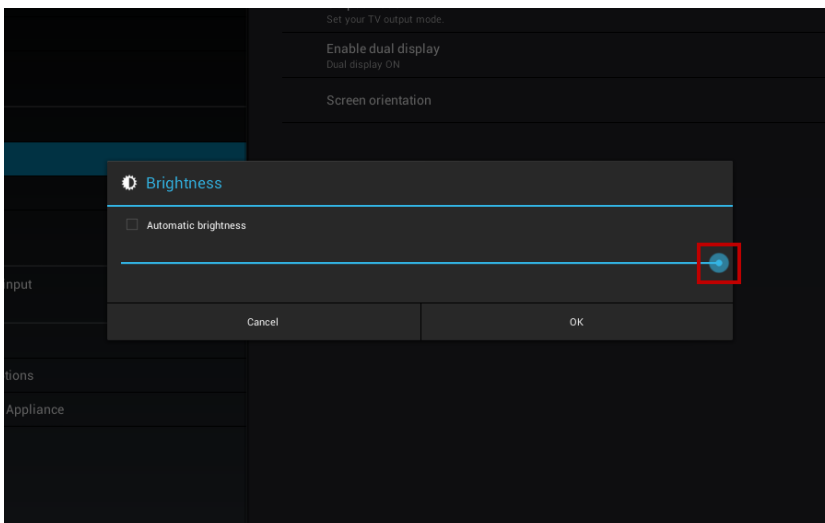 Set your TV output mode.
Enable dual display
Dual display ON
Screen orientation
Brightness
Automatic brightness
Cancel
OK
input
tions
Appliance